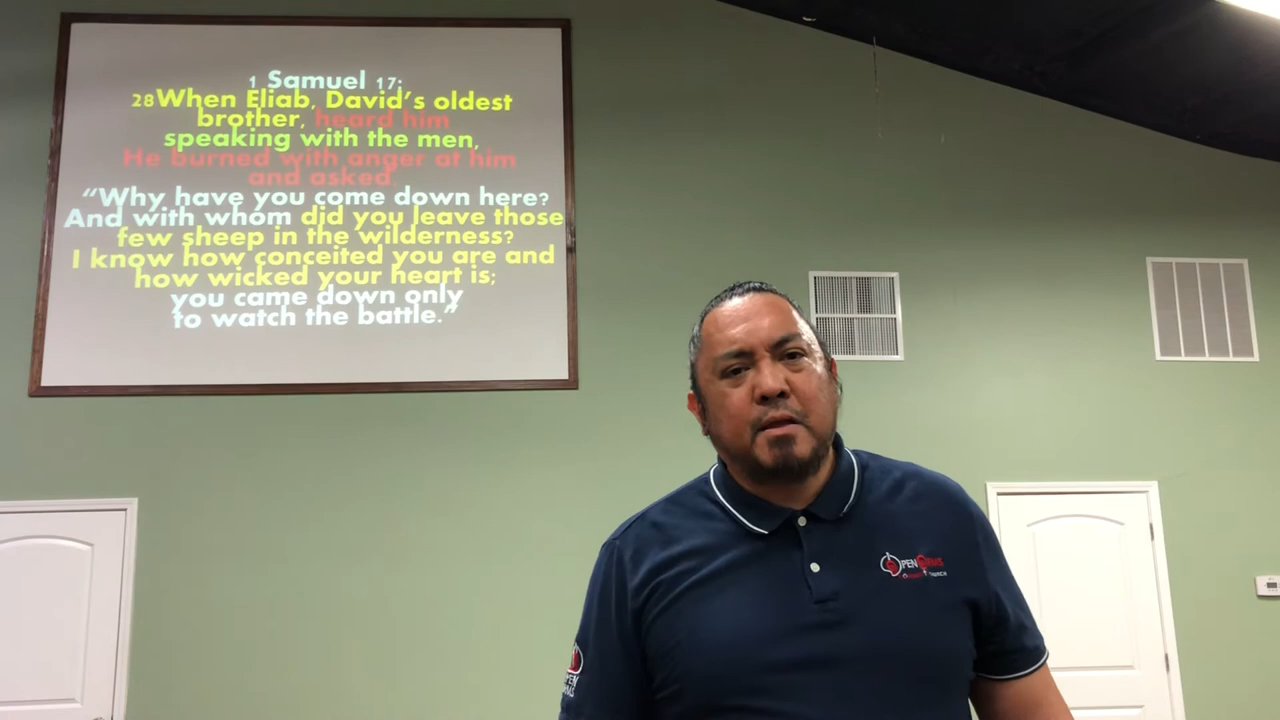 1 Samuel 17:
28When Eliab, David's oldest
brother, heard him
speaking with the men,
He burned with anger at him
and asked,
“Why have you come down here?
And with whom did you leave those
few sheep in the wilderness?
I know how conceited you are and
how wicked your heart is;
you came down only
to watch the battle.”
OPEN ARMS